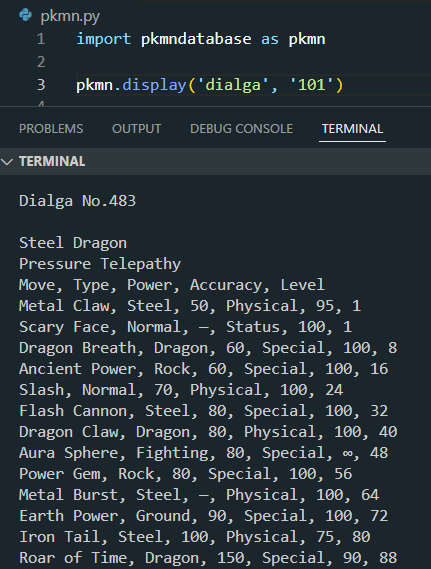 pkmn.py
1 import pkmndatabase as pkmn
2
3 pkmn.display('dialga', '101')
4
PROBLEMS OUTPUT DEBUG CONSOLE TERMINAL
TERMINAL
Dialga No.483
Steel Dragon
Pressure Telepathy
Move, Type, Power, Accuracy, Level
Metal Claw, Steel, 50, Physical, 95, 1
Scary Face, Normal, —, Status, 100, 1
Dragon Breath, Dragon, 60, Special, 100, 8
Ancient Power, Rock, 60, Special, 100, 16
Slash, Normal, 70, Physical, 100, 24
Flash Cannon, Steel, 80, Special, 100, 32
Dragon Claw, Dragon, 80, Physical, 100, 40
Aura Sphere, Fighting, 80, Special, ∞, 48
Power Gem, Rock, 80, Special, 100, 56
Metal Burst, Steel, —, Physical, 100, 64
Earth Power, Ground, 90, Special, 100, 72
Iron Tail, Steel, 100, Physical, 75, 80
Roar of Time, Dragon, 150, Special, 90, 88